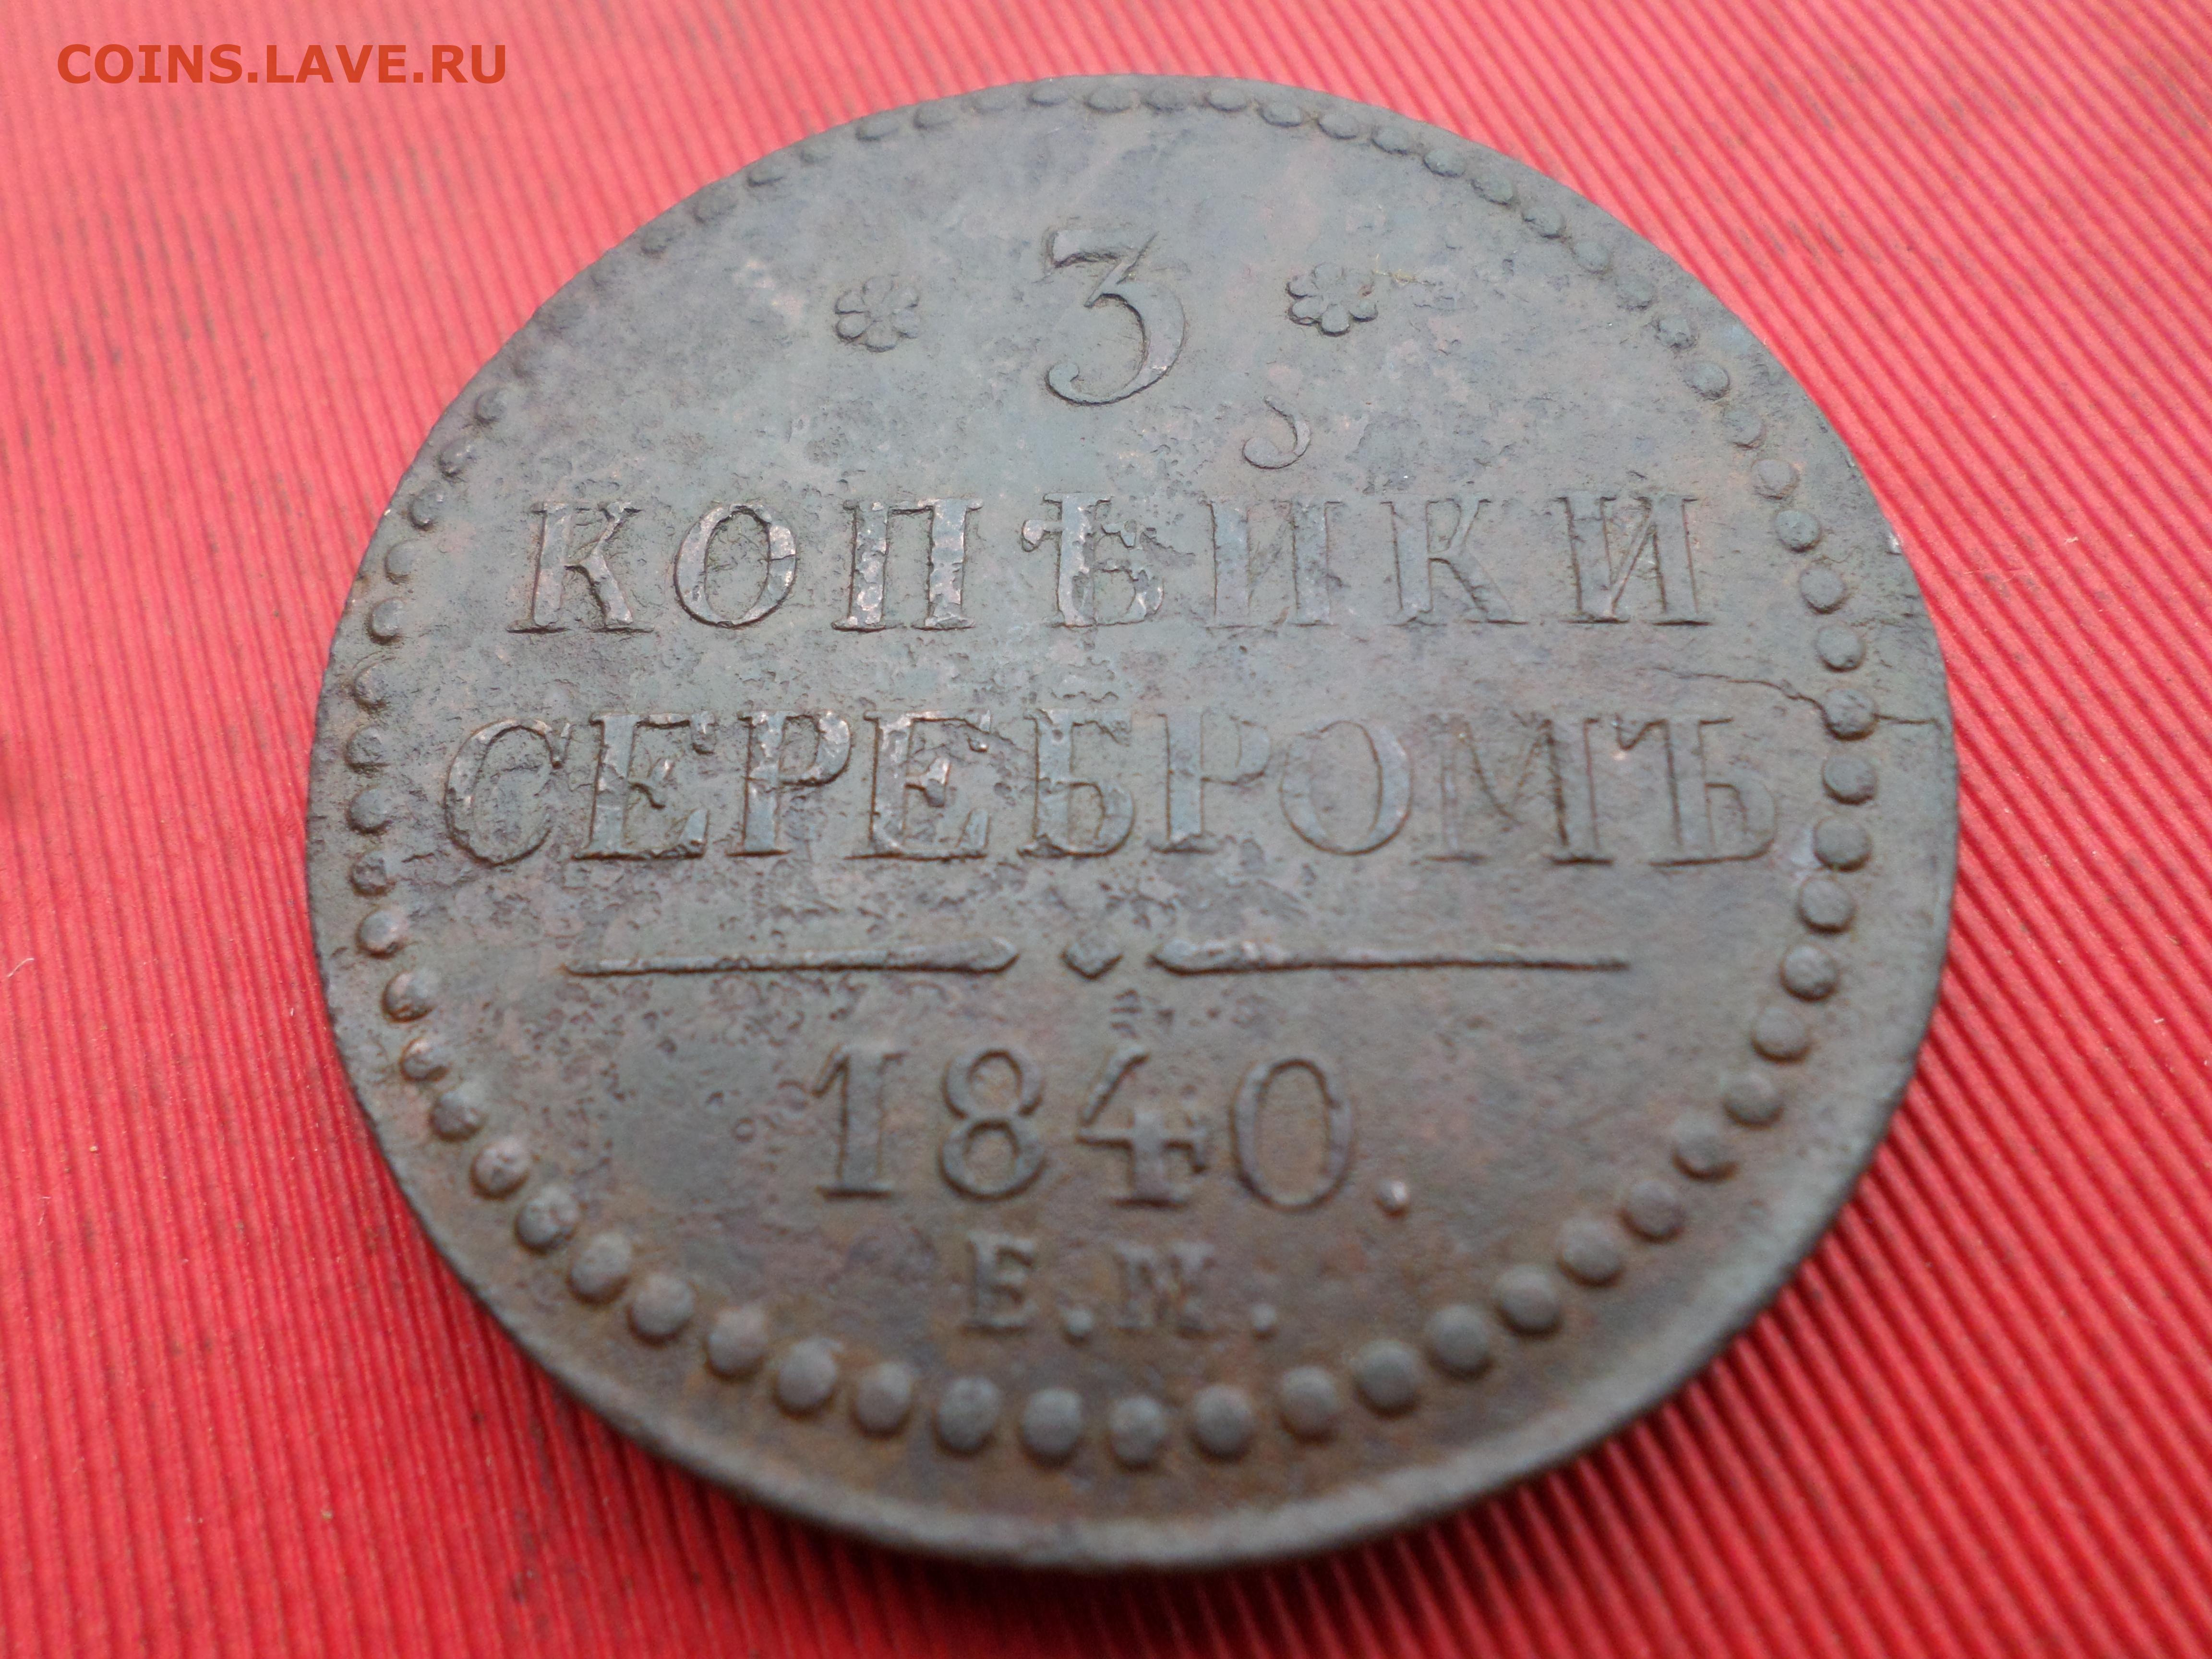 COINS.LAVE.RU
* 3 *
КОПѢЙКИ
СЕРЕБРОМЪ
1840.
Е.М.